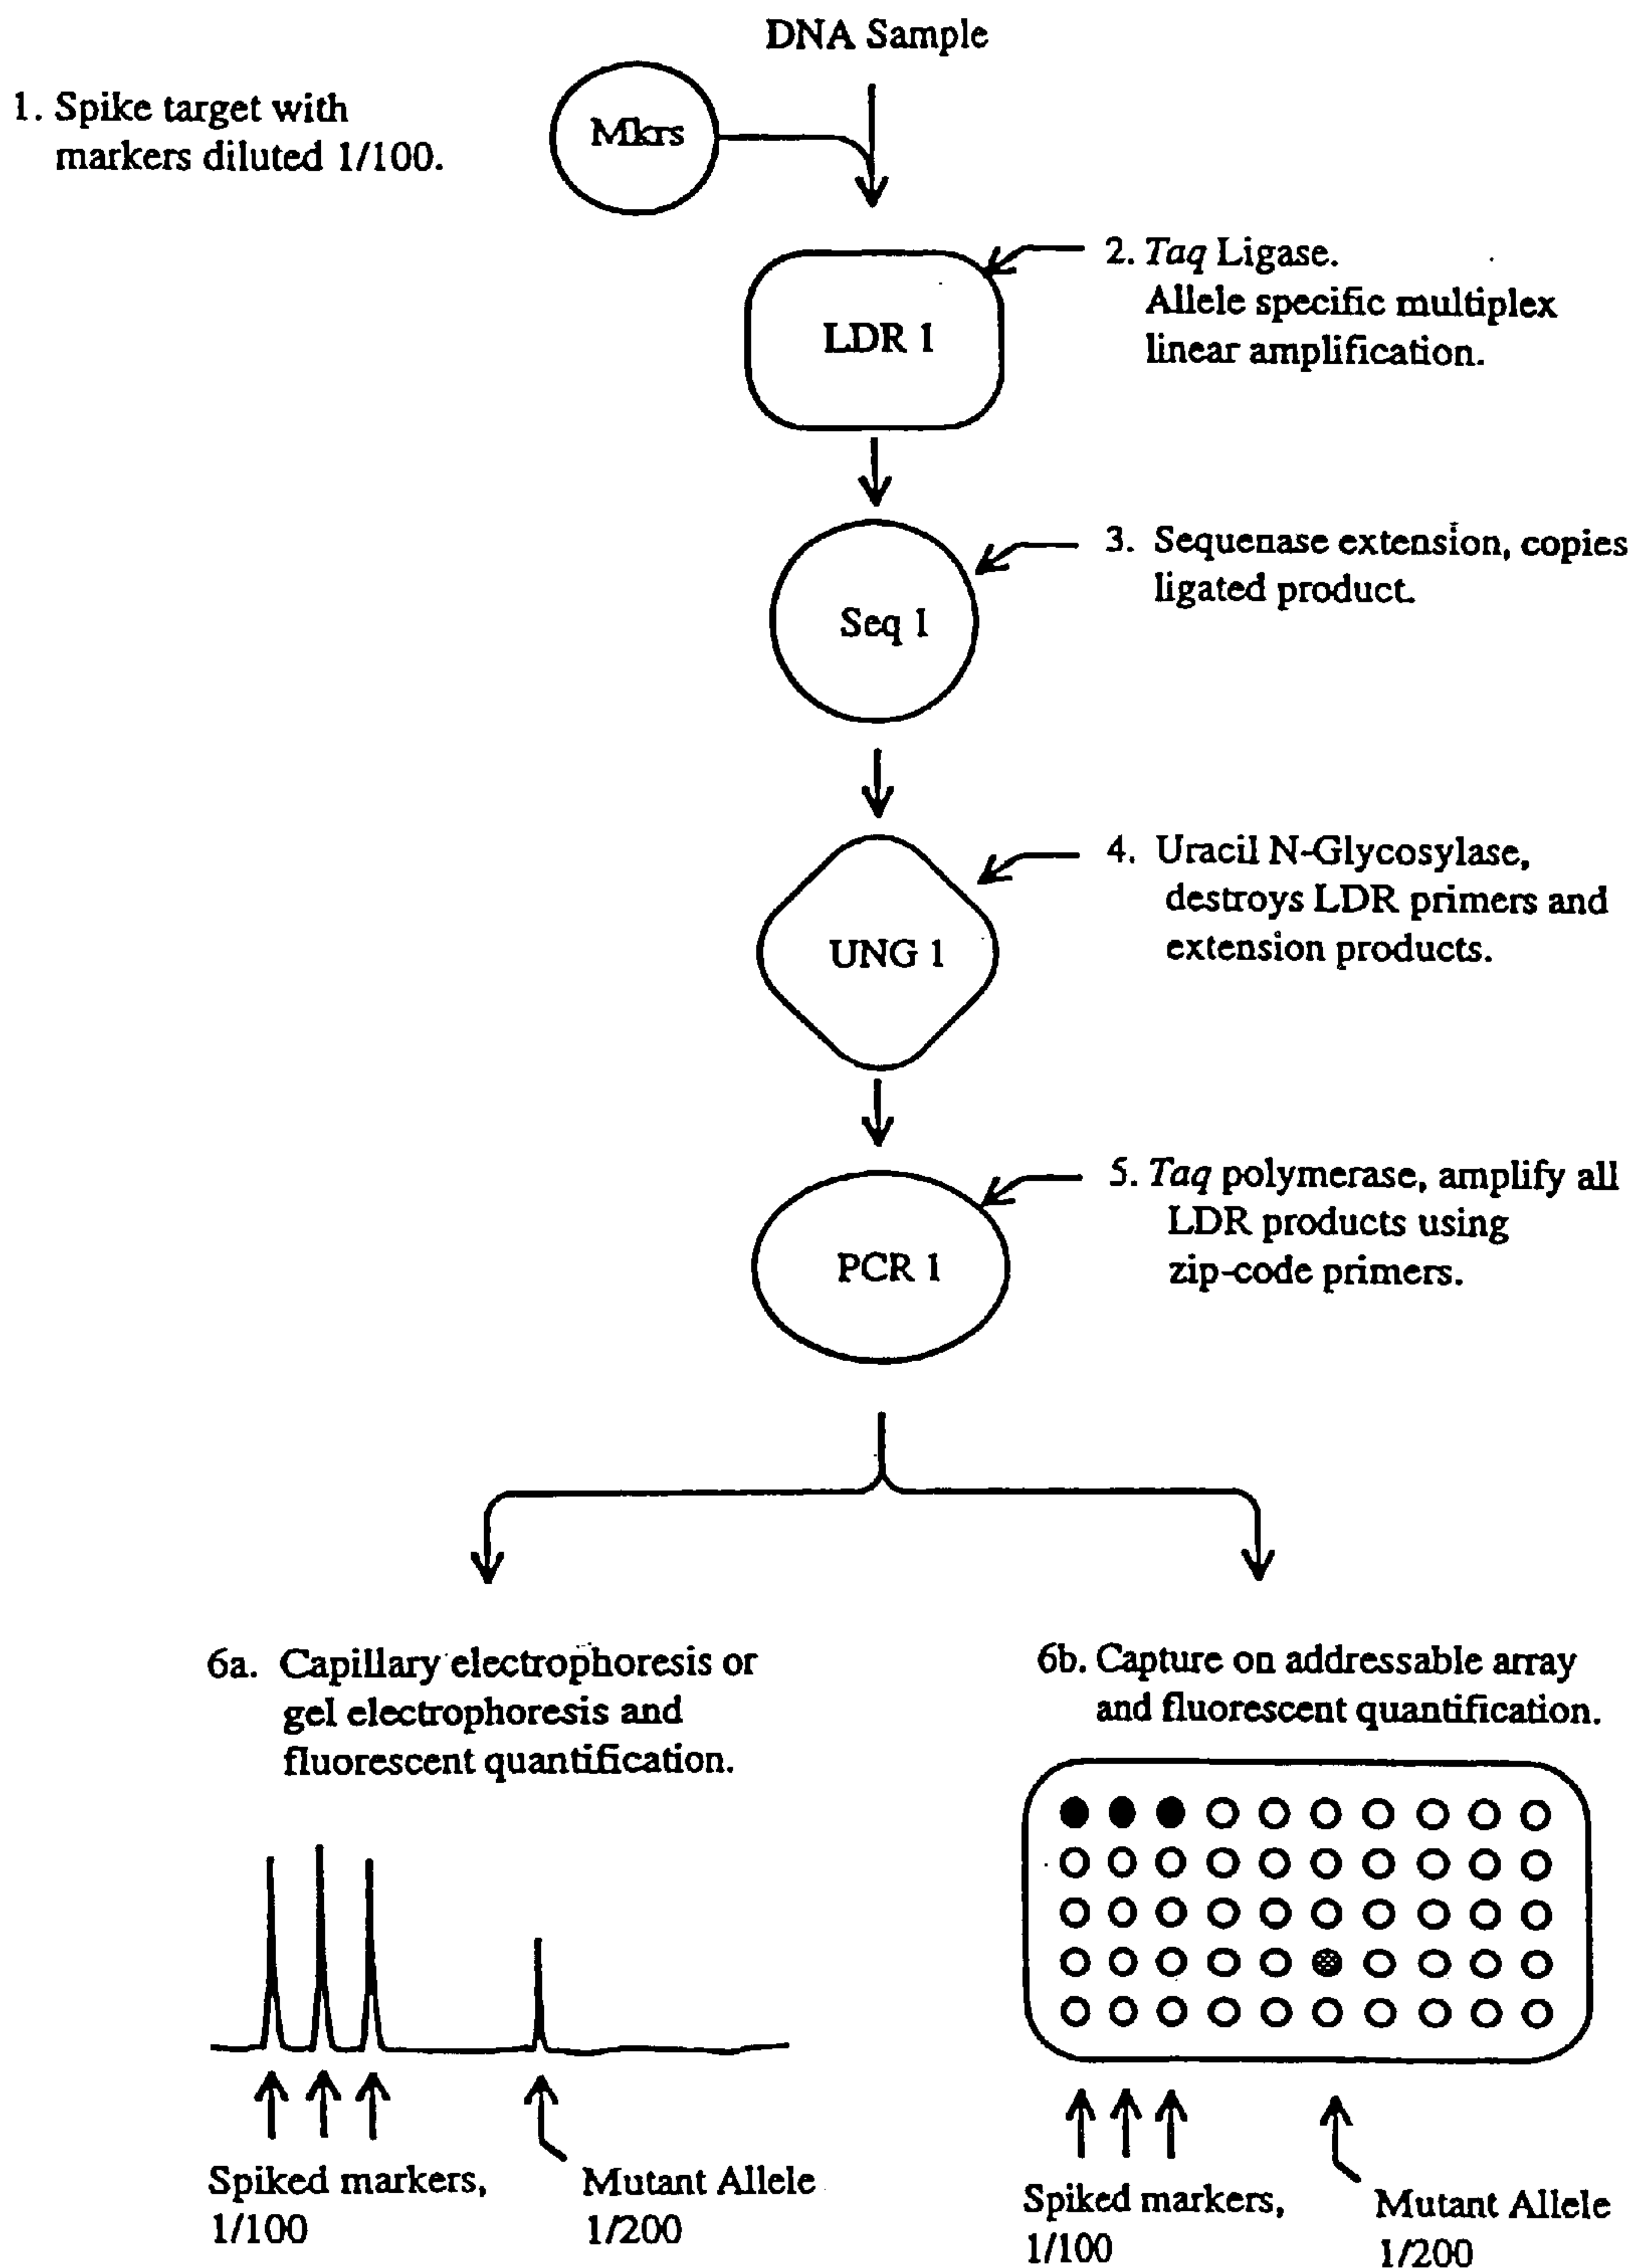 DNA Sample
1. Spike target with
markers diluted 1/100.
Mkrs
2. Taq Ligase.
Allele specific multiplex
linear amplification.
LDR 1
3. Sequenase extension, copies
ligated product.
Seq 1
4. Uracil N-Glycosylase,
destroys LDR primers and
extension products.
UNG 1
5. Taq polymerase, amplify all
LDR products using
zip-code primers.
PCR 1
6a. Capillary electrophoresis or
gel electrophoresis and
fluorescent quantification.
6b. Capture on addressable array
and fluorescent quantification.
Spiked markers,
1/100
Mutant Allele
1/200
Spiked markers,
1/100
Mutant Allele
1/200